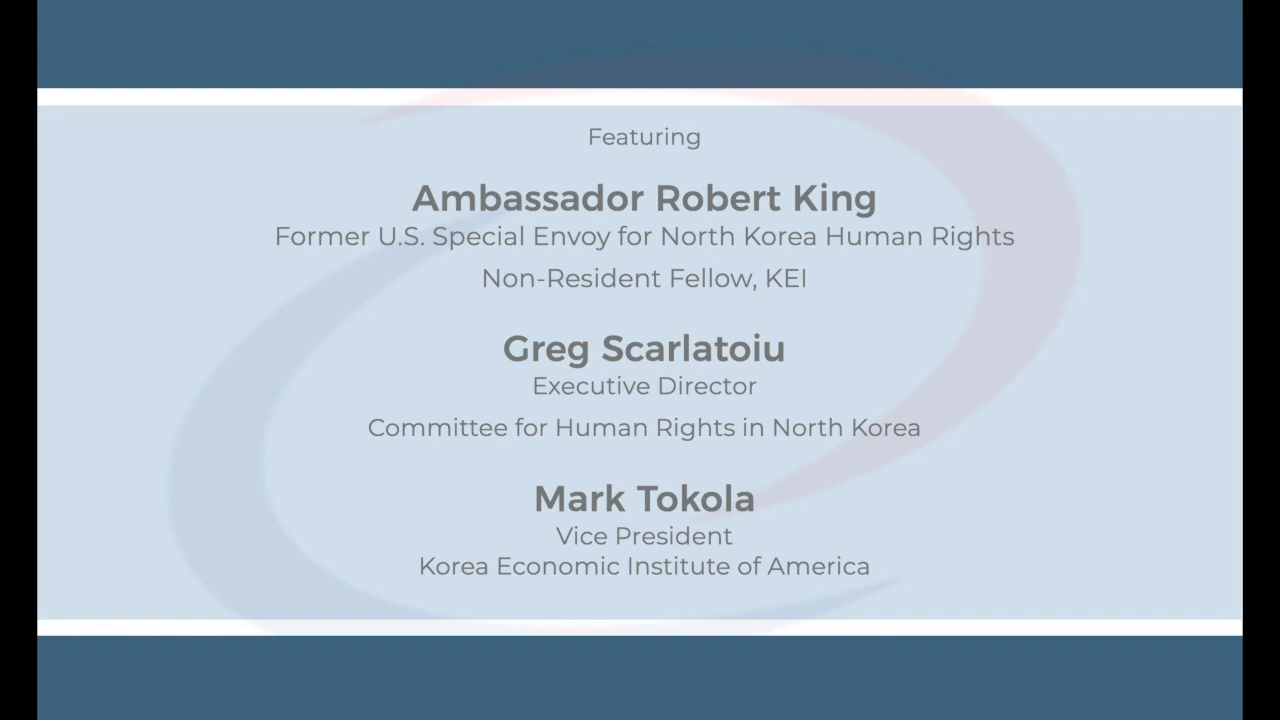 Featuring
Ambassador Robert King
Former U.S. Special Envoy for North Korea Human Rights
Non-Resident Fellow, KEI
Greg Scarlatoiu
Executive Director
Committee for Human Rights in North Korea
Mark Tokola
Vice President
Korea Economic Institute of America